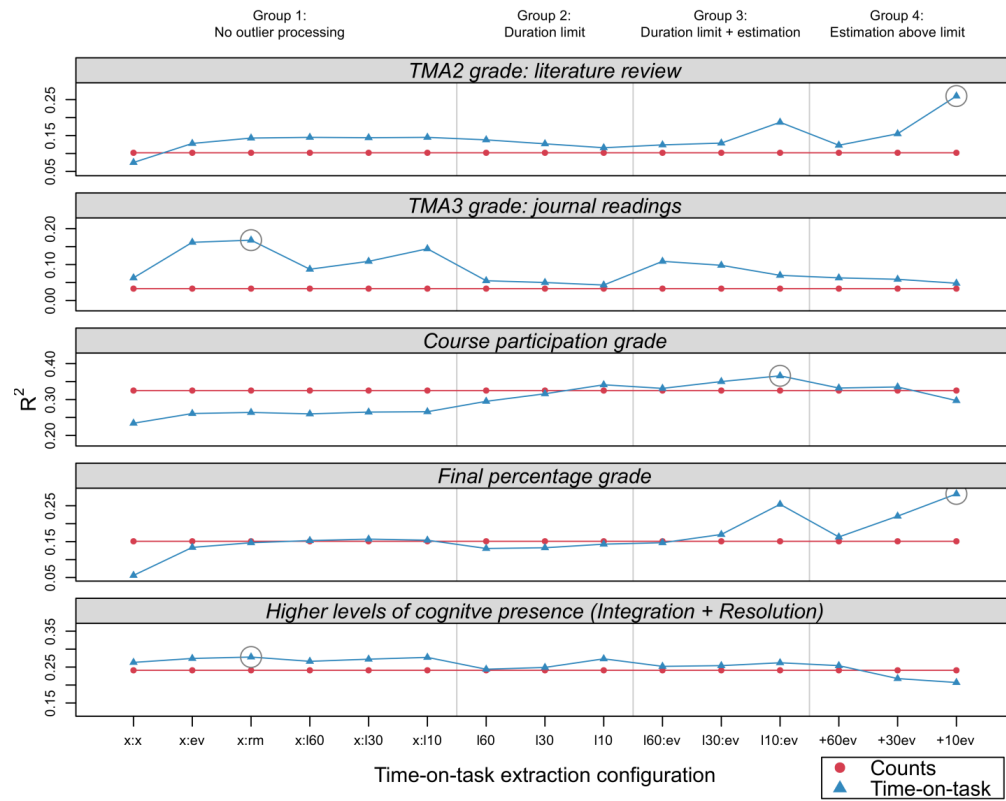 Group 1:
No outlier processing
Group 2:
Duration limit
Group 3:
Duration limit + estimation
Group 4:
Estimation above limit
TMA2 grade: literature review
0.25
0.15
0.05
TMA3 grade: journal readings
0.20
0.10
0.00
Course participation grade
0.40
0.30
0.20
R²
Final percentage grade
0.25
0.15
0.05
Higher levels of cognitve presence (Integration + Resolution)
0.35
0.25
0.15
x:x x:ev x:rm x:l60 x:l30 x:l10 l60 l30 l10 l60:ev l30:ev l10:ev +60ev +30ev +10ev
Time-on-task extraction configuration
Counts
Time-on-task